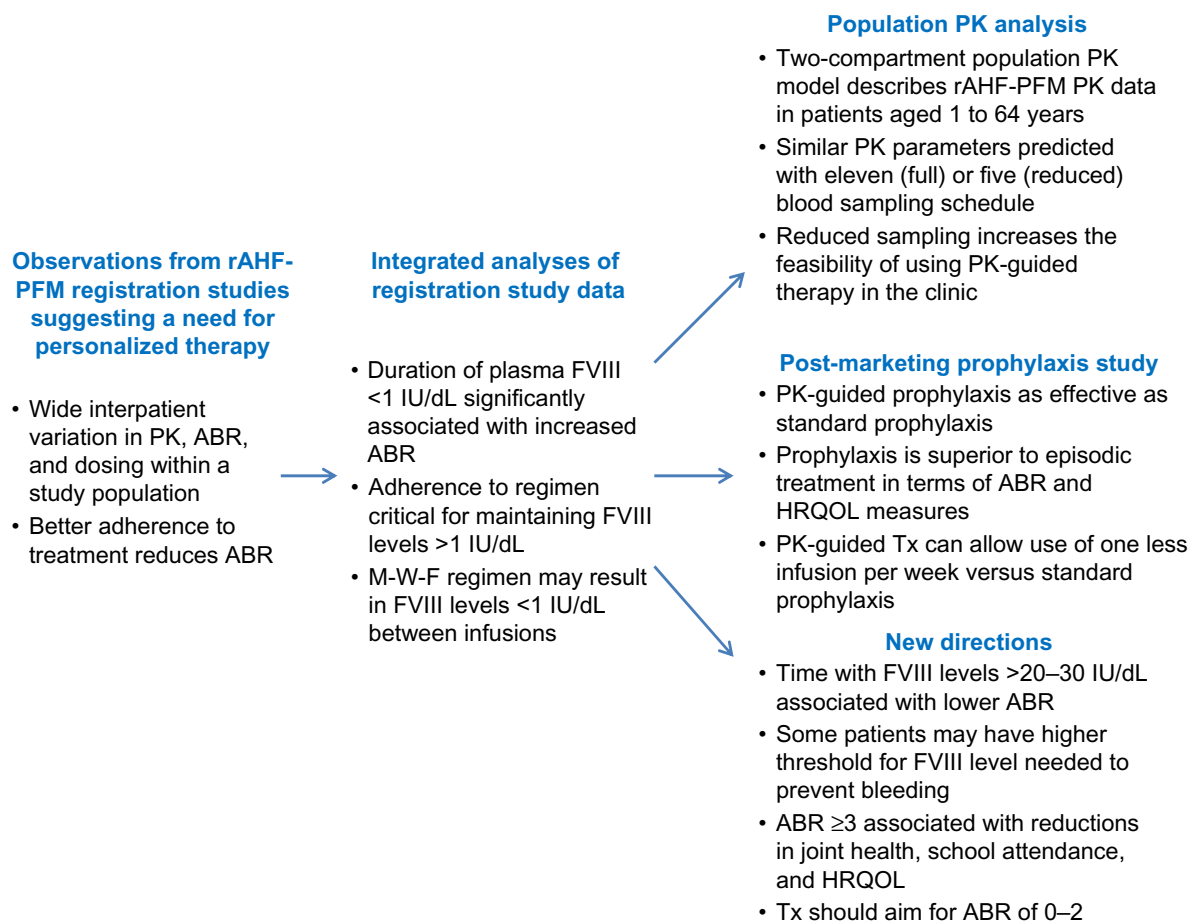 Observations from rAHF-
PFM registration studies
suggesting a need for
personalized therapy
• Wide interpatient
variation in PK, ABR,
and dosing within a
study population
• Better adherence to
treatment reduces ABR
Integrated analyses of
registration study data
• Duration of plasma FVIII
<1 IU/dL significantly
associated with increased
ABR
• Adherence to regimen
critical for maintaining FVIII
levels >1 IU/dL
• M-W-F regimen may result
in FVIII levels <1 IU/dL
between infusions
Population PK analysis
• Two-compartment population PK
model describes rAHF-PFM PK data
in patients aged 1 to 64 years
• Similar PK parameters predicted
with eleven (full) or five (reduced)
blood sampling schedule
• Reduced sampling increases the
feasibility of using PK-guided
therapy in the clinic
Post-marketing prophylaxis study
• PK-guided prophylaxis as effective as
standard prophylaxis
• Prophylaxis is superior to episodic
treatment in terms of ABR and
HRQOL measures
• PK-guided Tx can allow use of one less
infusion per week versus standard
prophylaxis
New directions
• Time with FVIII levels >20–30 IU/dL
associated with lower ABR
• Some patients may have higher
threshold for FVIII level needed to
prevent bleeding
• ABR ≥3 associated with reductions
in joint health, school attendance,
and HRQOL
• Tx should aim for ABR of 0–2